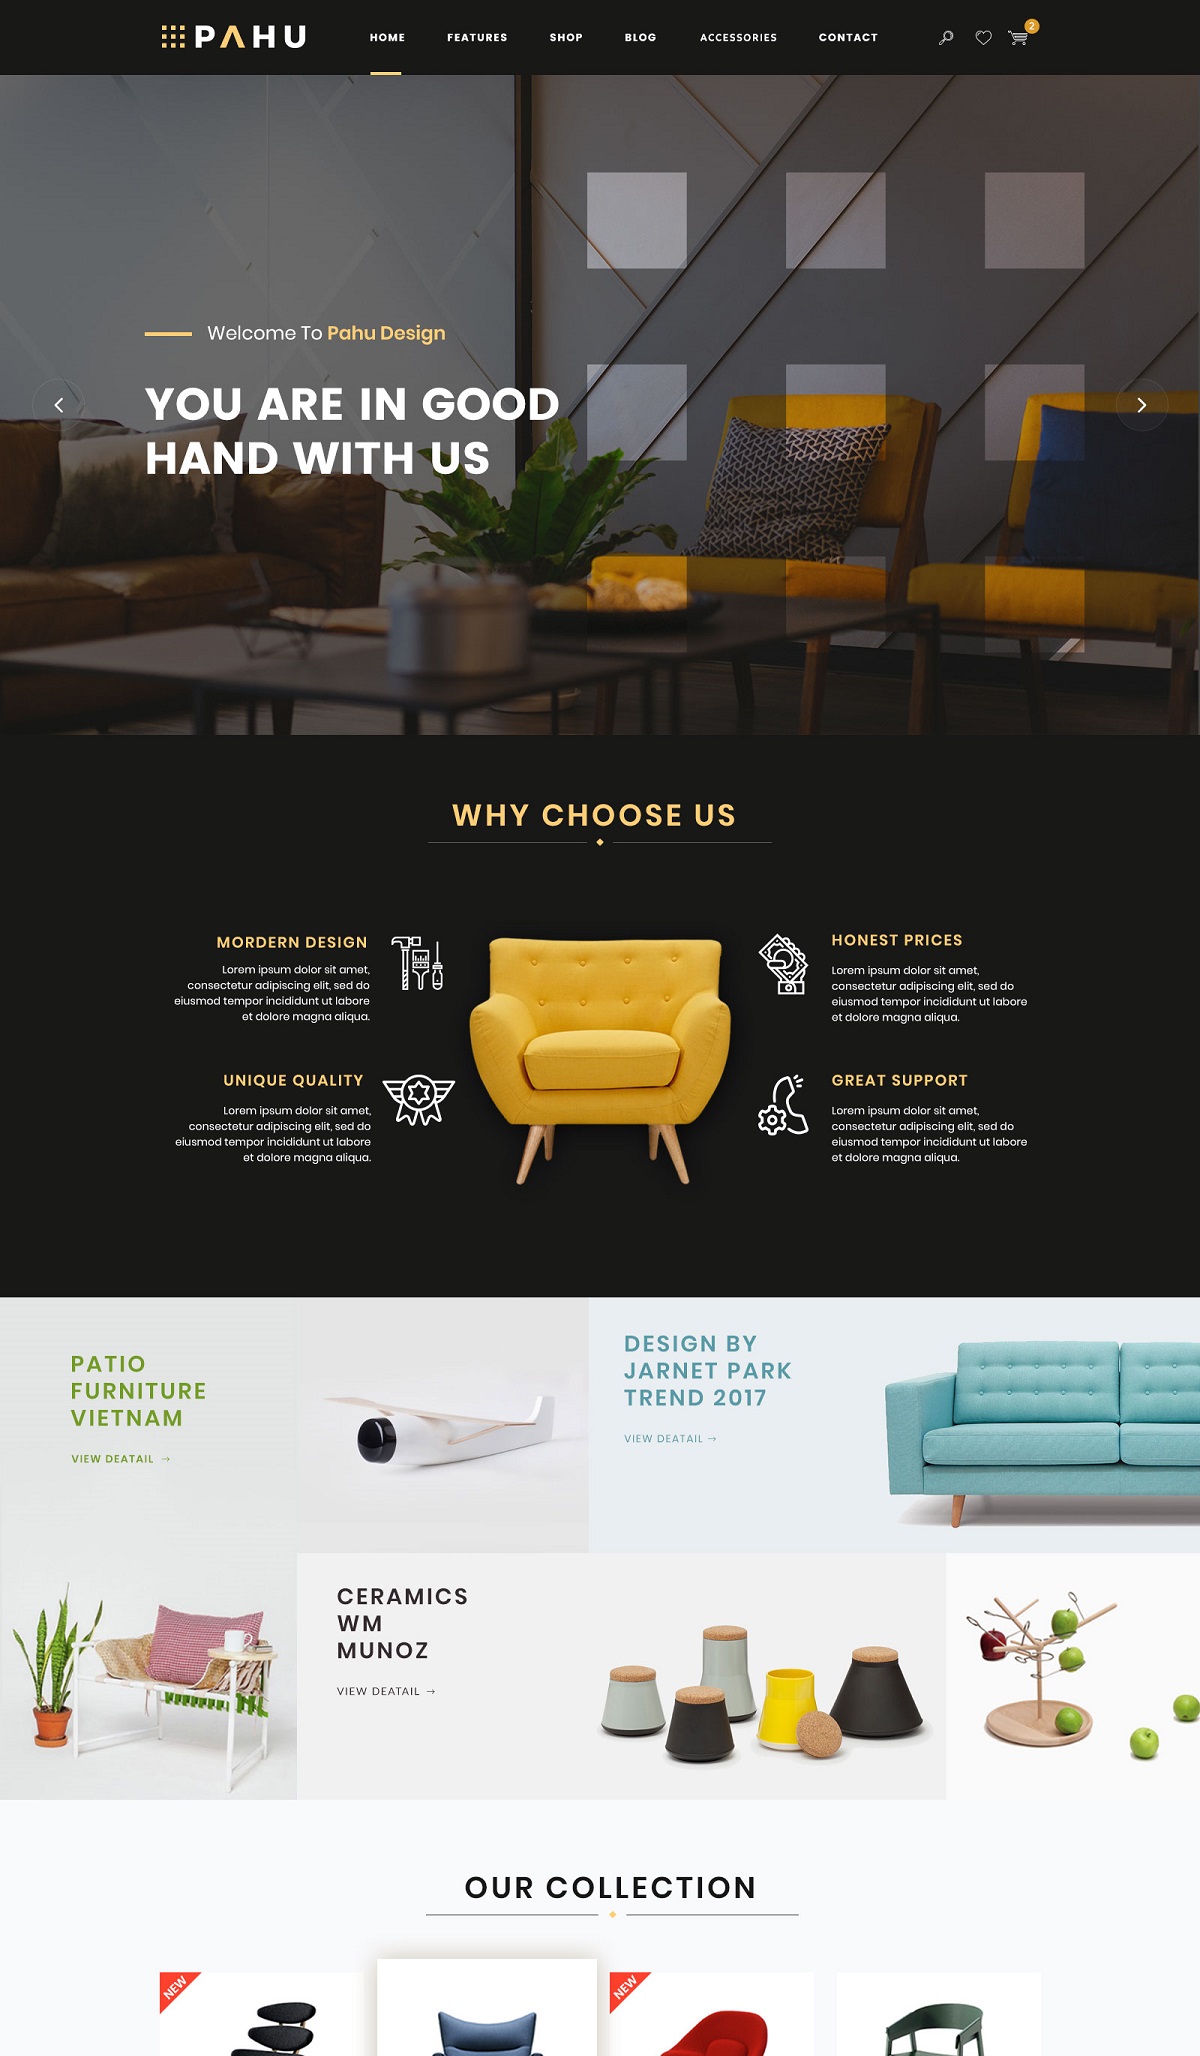 PAHU
HOME FEATURES SHOP BLOG ACCESSORIES CONTACT
2
Welcome To Pahu Design
YOU ARE IN GOOD
HAND WITH US
WHY CHOOSE US
MORDERN DESIGN
Lorem ipsum dolor sit amet,
consectetur adipiscing elit, sed do
eiusmod tempor incididunt ut labore
et dolore magna aliqua.
HONEST PRICES
Lorem ipsum dolor sit amet,
consectetur adipiscing elit, sed do
eiusmod tempor incididunt ut labore
et dolore magna aliqua.
UNIQUE QUALITY
Lorem ipsum dolor sit amet,
consectetur adipiscing elit, sed do
eiusmod tempor incididunt ut labore
et dolore magna aliqua.
GREAT SUPPORT
Lorem ipsum dolor sit amet,
consectetur adipiscing elit, sed do
eiusmod tempor incididunt ut labore
et dolore magna aliqua.
PATIO
FURNITURE
VIETNAM
VIEW DEATAIL →
DESIGN BY
JARNET PARK
TREND 2017
VIEW DEATAIL →
CERAMICS
WM
MUNOZ
VIEW DEATAIL →
OUR COLLECTION
NEW
NEW